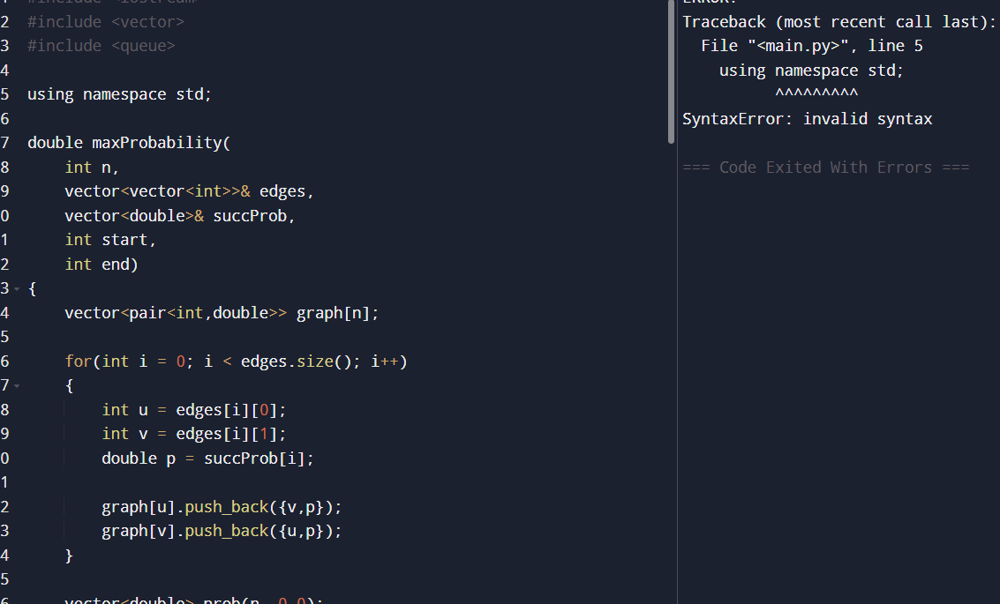 #include <iostream>
2 #include <vector>
3 #include <queue>
4
5 using namespace std;
6
7 double maxProbability(
8 int n,
9 vector<vector<int>>& edges,
0 vector<double>& succProb,
1 int start,
2 int end)
3 {
4 vector<pair<int,double>> graph[n];
5
6 for(int i = 0; i < edges.size(); i++)
7 {
8 int u = edges[i][0];
9 int v = edges[i][1];
0 double p = succProb[i];
1
2 graph[u].push_back({v,p});
3 graph[v].push_back({u,p});
4 }
5
6 vector<double> prob(n, 0.0);
ERROR!
Traceback (most recent call last):
File "<main.py>", line 5
using namespace std;
^^^^^^^^^
SyntaxError: invalid syntax
=== Code Exited With Errors ===